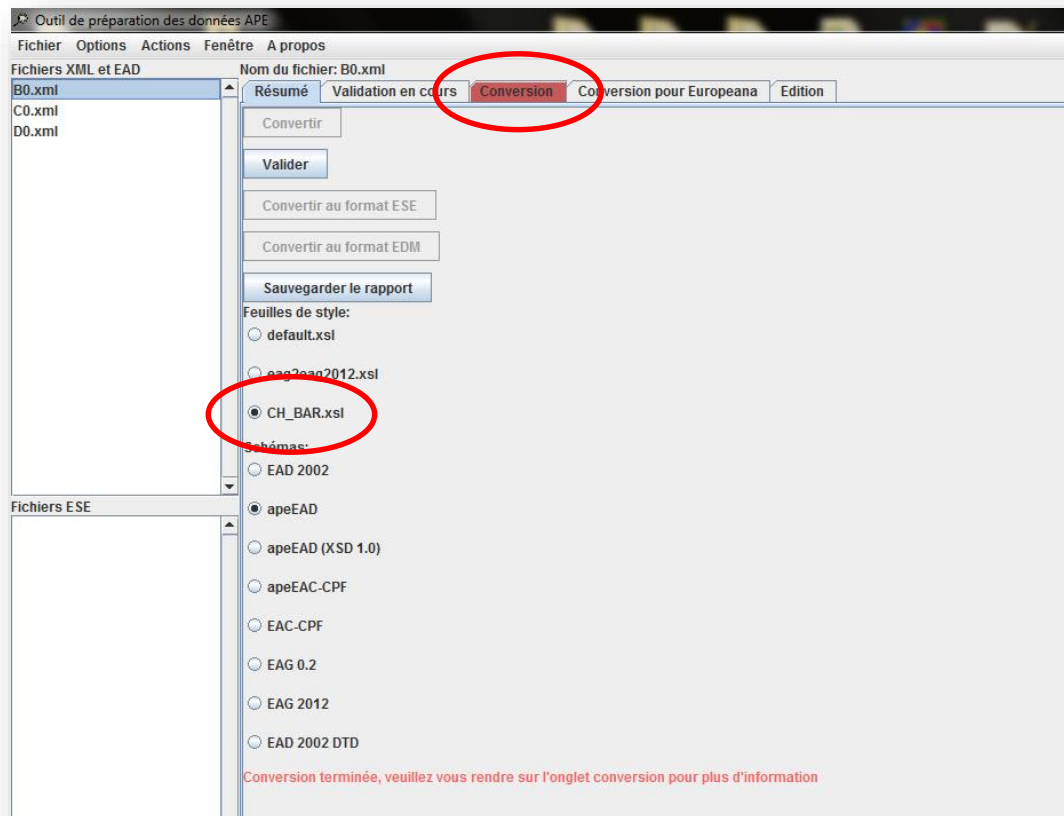 Outil de préparation des données APE
Fichier Options Actions Fenêtre A propos
Fichiers XML et EAD
Nom du fichier: B0.xml
B0.xml
C0.xml
D0.xml
Résumé Validation en cours Conversion Conversion pour Europeana Edition
Convertir
Valider
Convertir au format ESE
Convertir au format EDM
Sauvegarder le rapport
Feuilles de style:
default.xsl
eag2eag2012.xsl
CH_BAR.xsl
Schémas:
EAD 2002
apeEAD
apeEAD (XSD 1.0)
apeEAC-CPF
EAC-CPF
EAG 0.2
EAG 2012
EAD 2002 DTD
Conversion terminée, veuillez vous rendre sur l'onglet conversion pour plus d'information
Fichiers ESE